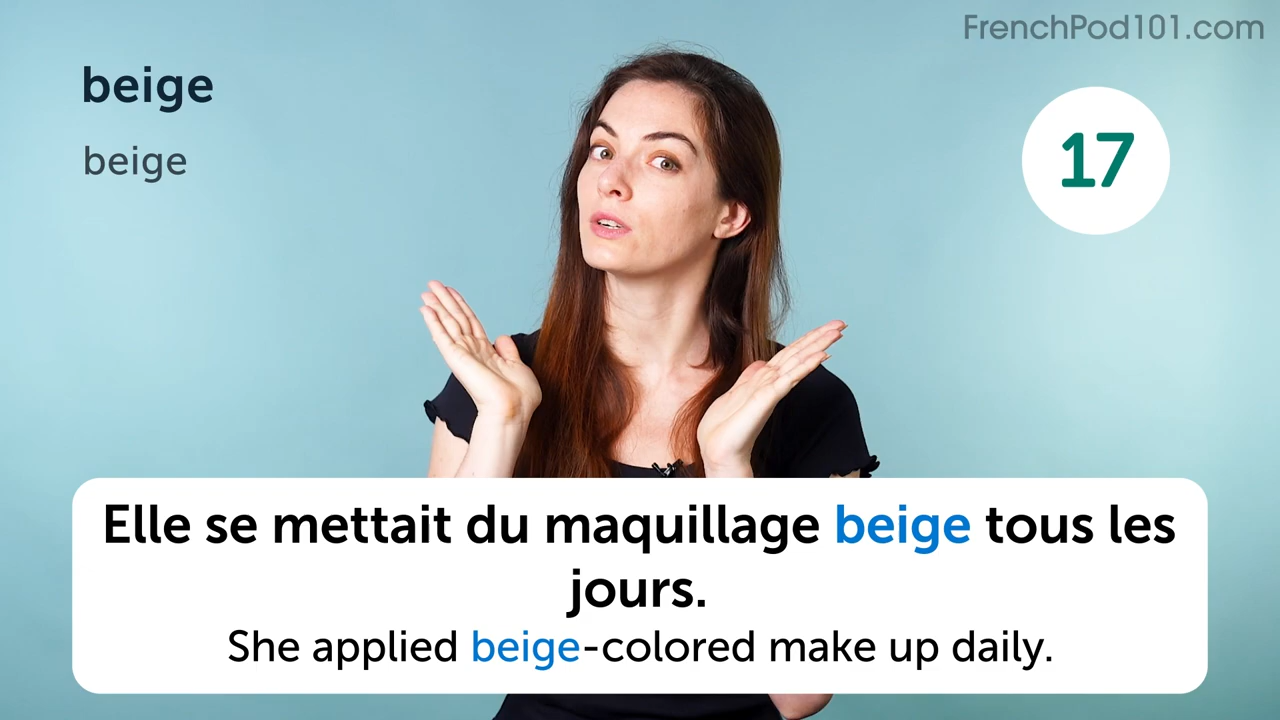 FrenchPod101.com
beige
beige
17
Elle se mettait du maquillage beige tous les
jours.
She applied beige-colored make up daily.